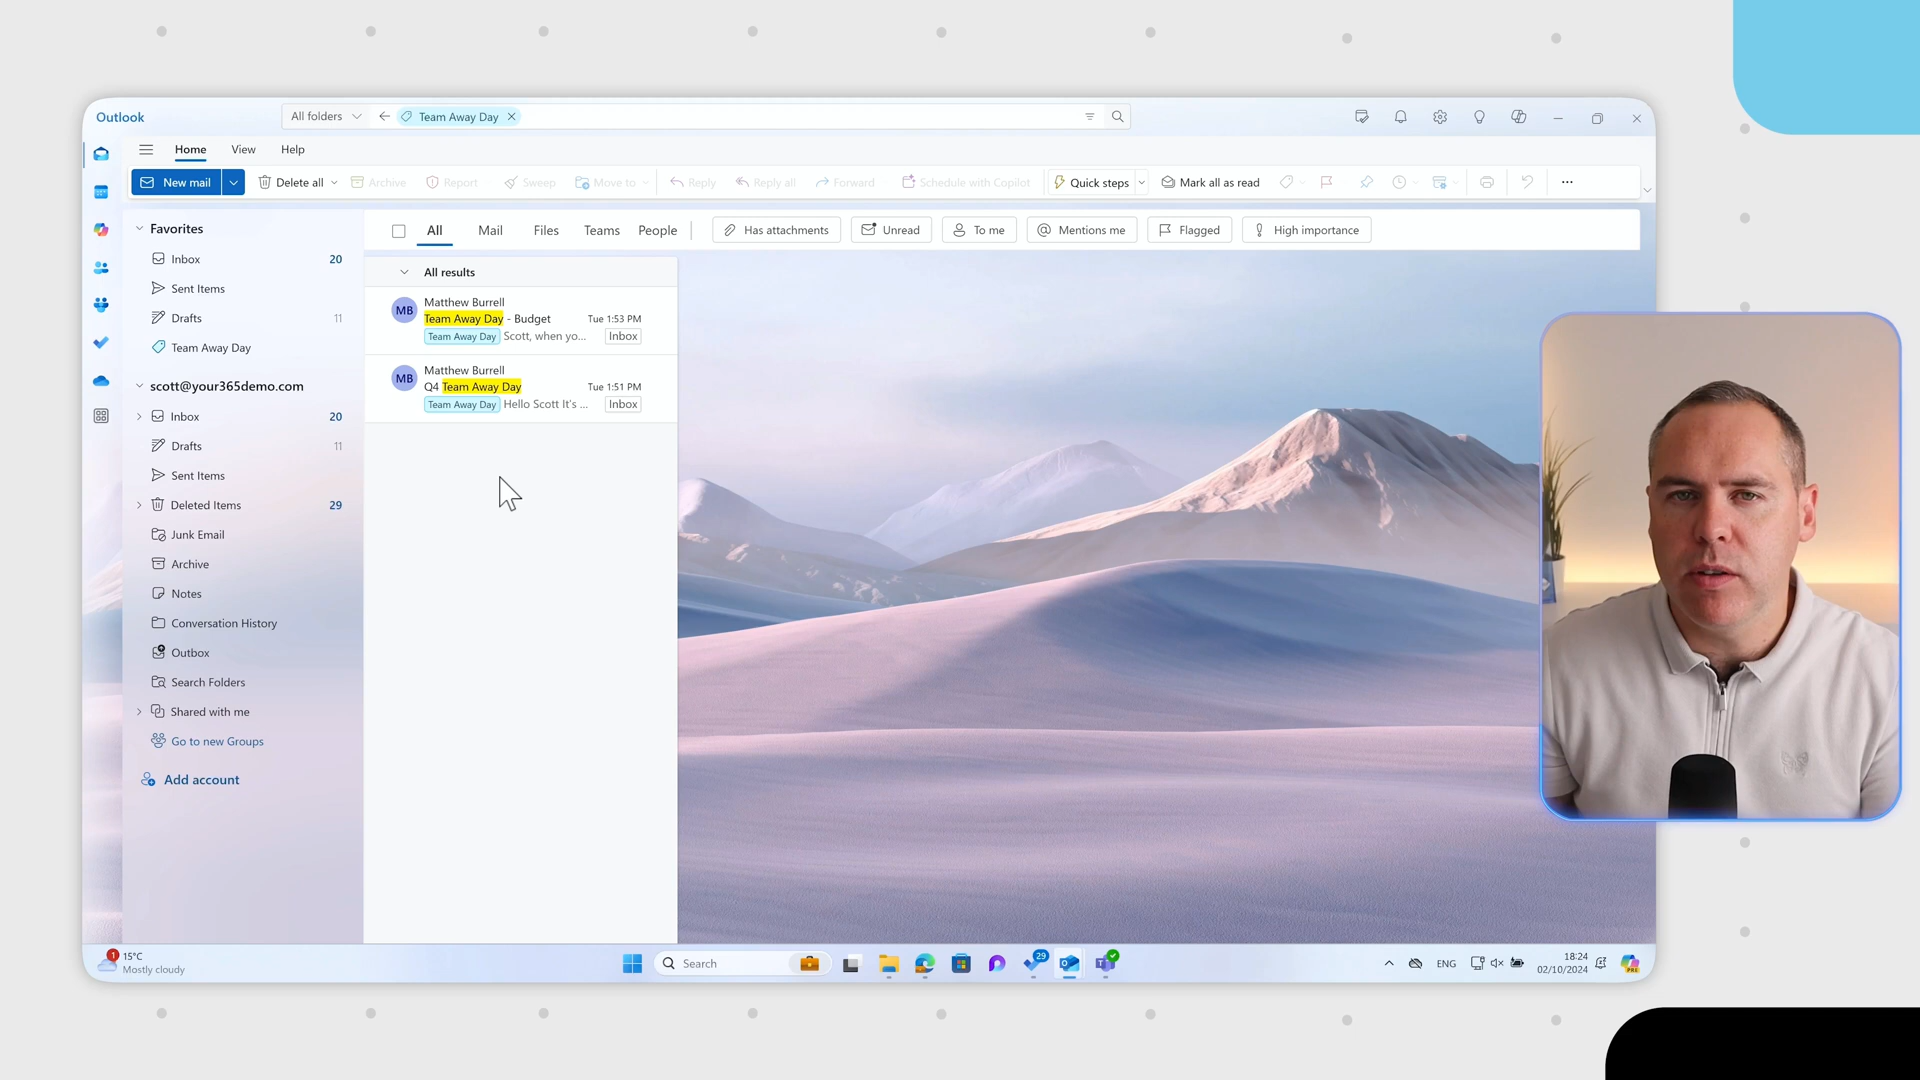 Outlook
All folders
Team Away Day
Home View Help
New mail
Delete all
Archive
Report
Sweep
Move to
Reply
Reply all
Forward
Schedule with Copilot
Quick steps
Mark all as read
Favorites
Inbox 20
Sent Items
Drafts 11
Team Away Day
scott@your365demo.com
Inbox 20
Drafts 11
Sent Items
Deleted Items 29
Junk Email
Archive
Notes
Conversation History
Outbox
Search Folders
Shared with me
Go to new Groups
Add account
All Mail Files Teams People
Has attachments
Unread
To me
Mentions me
Flagged
High importance
All results
MB
Matthew Burrell
Team Away Day - Budget Tue 1:53 PM
Team Away Day Scott, when yo... Inbox
MB
Matthew Burrell
Q4 Team Away Day Tue 1:51 PM
Team Away Day Hello Scott It's ... Inbox
1
15°C
Mostly cloudy
Search
29
ENG
18:24
02/10/2024
PRE